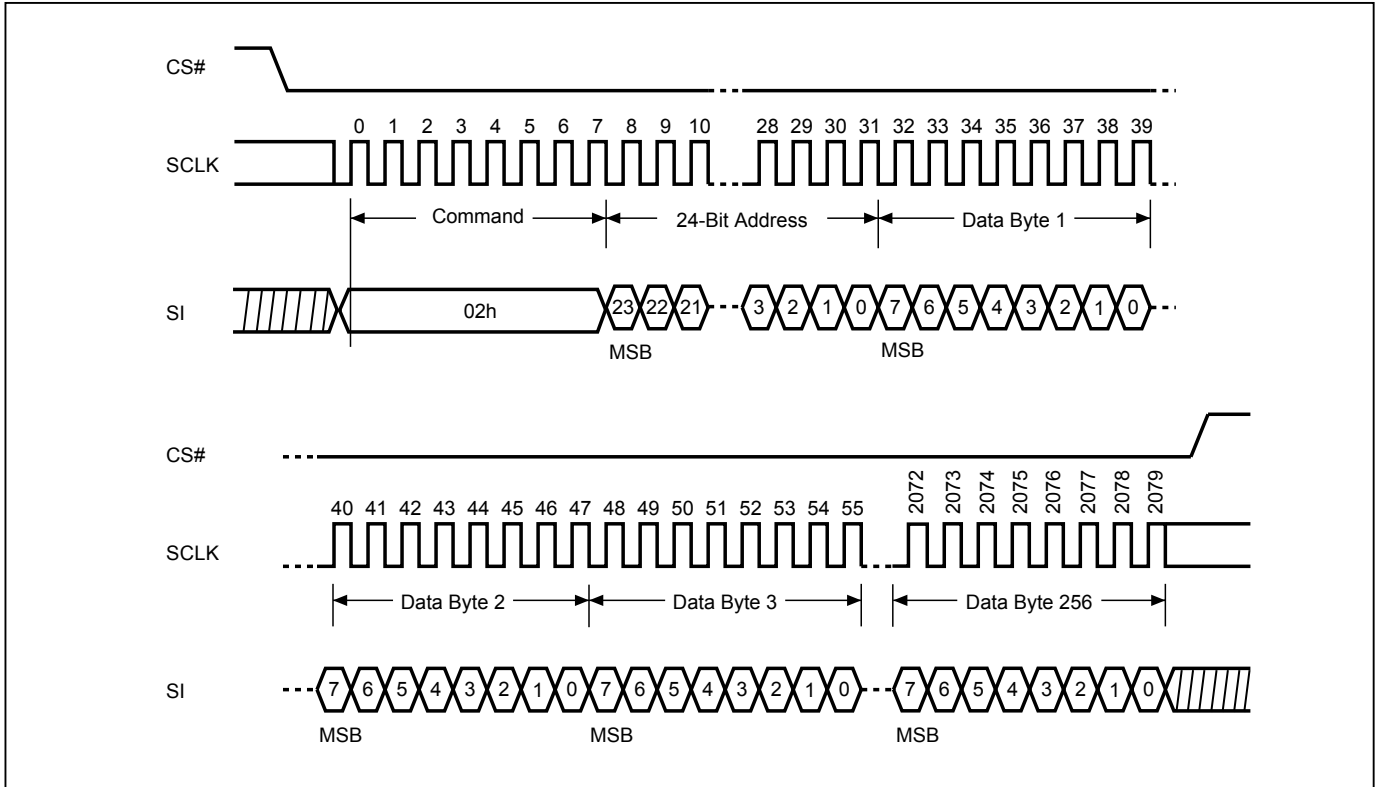 CS#
0 1 2 3 4 5 6 7 8 9 10 28 29 30 31 32 33 34 35 36 37 38 39
SCLK
Command 24-Bit Address Data Byte 1
SI 02h 23 22 21 3 2 1 0 7 6 5 4 3 2 1 0
MSB MSB
CS#
40 41 42 43 44 45 46 47 48 49 50 51 52 53 54 55 2072 2073 2074 2075 2076 2077 2078 2079
SCLK
Data Byte 2 Data Byte 3 Data Byte 256
SI 7 6 5 4 3 2 1 0 7 6 5 4 3 2 1 0 7 6 5 4 3 2 1 0
MSB MSB MSB